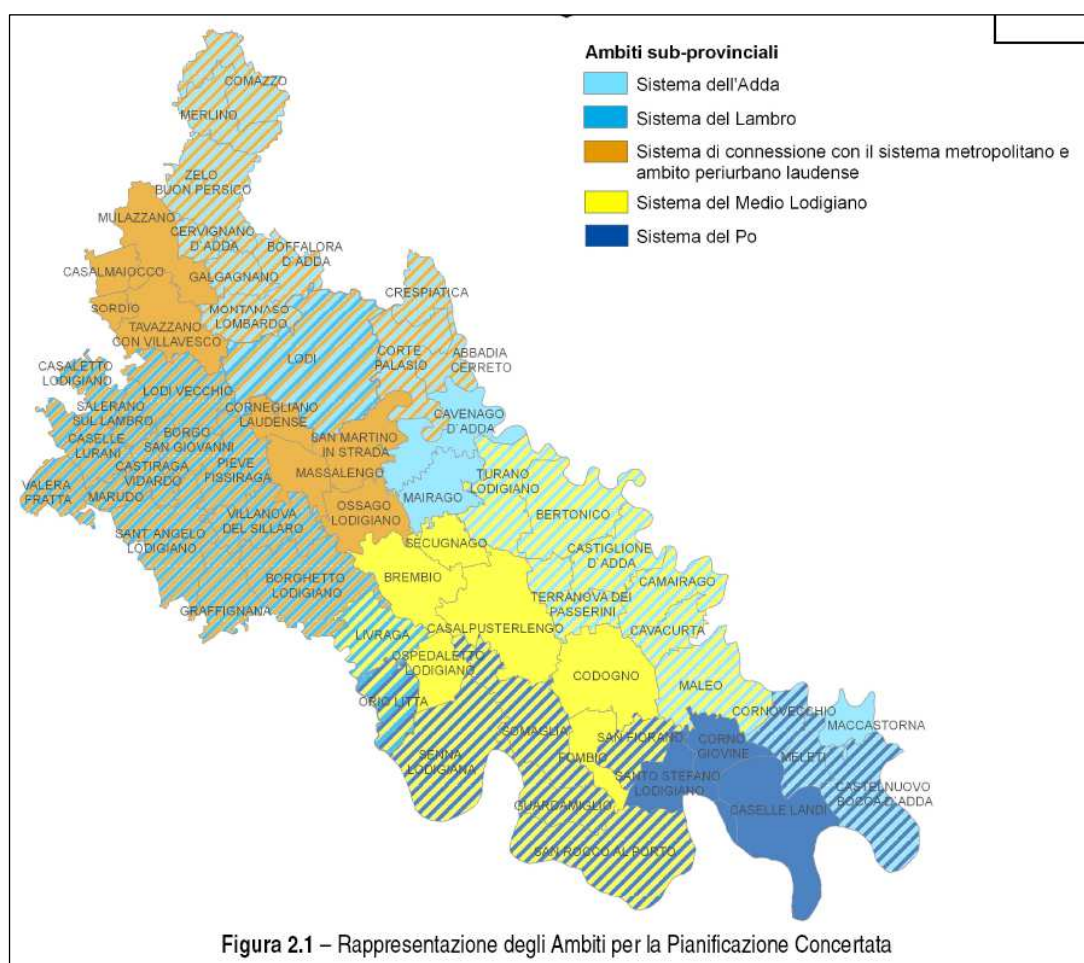 Ambiti sub-provinciali
Sistema dell'Adda
Sistema del Lambro
Sistema di connessione con il sistema metropolitano e
ambito periurbano laudense
Sistema del Medio Lodigiano
Sistema del Po
COMAZZO
MERLINO
ZELO
BUON PERSICO
MULAZZANO
CERVIGNANO
D'ADDA
BOFFALORA
D'ADDA
CASALMAIOCCO
GALGAGNANO
CRESPIATICA
SORDIO
MONTANASO
LOMBARDO
TAVAZZANO
CON VILLAVESCO
LODI
CORTE
PALASIO
ABBADIA
CERRETO
CASALETTO
LODIGIANO
LODI VECCHIO
SALERANO
SUL LAMBRO
CORNEGLIANO
LAUDENSE
CAVENAGO
D'ADDA
CASELLE
LURANI
BORGO
SAN GIOVANNI
SAN MARTINO
IN STRADA
CASTIRAGA
VIDARDO
PIEVE
FISSIRAGA
MASSALENGO
TURANO
LODIGIANO
VALERA
FRATTA
MARUDO
MAIRAGO
VILLANOVA
DEL SILLARO
OSSAGO
LODIGIANO
BERTONICO
SANT'ANGELO
LODIGIANO
SECUGNAGO
CASTIGLIONE
D'ADDA
BORGHETTO
LODIGIANO
BREMBIO
CAMAIRAGO
TERRANOVA DEI
PASSERINI
GRAFFIGNANA
CASALPUSTERLENGO
CAVACURTA
LIVRAGA
OSPEDALETTO
LODIGIANO
CODOGNO
MALEO
ORIO LITTA
CORNOVECCHIO
MACCASTORNA
SOMAGLIA
SAN FIORANO
CORNO
GIOVINE
SENNA
LODIGIANA
FOMBIO
MELETI
SANTO STEFANO
LODIGIANO
CASTELNUOVO
BOCCA D'ADDA
GUARDAMIGLIO
CASELLE LANDI
SAN ROCCO AL PORTO
Figura 2.1 – Rappresentazione degli Ambiti per la Pianificazione Concertata